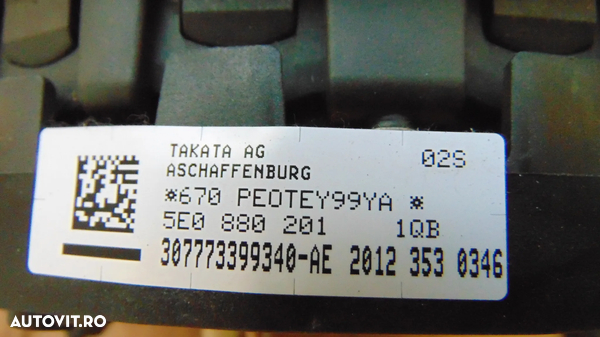 TAKATA AG 02S
ASCHAFFENBURG
*670 PEOTEY99YA *
5E0 880 201 1QB
307773399340-AE 2012 353 0346
AUTOVIT.RO